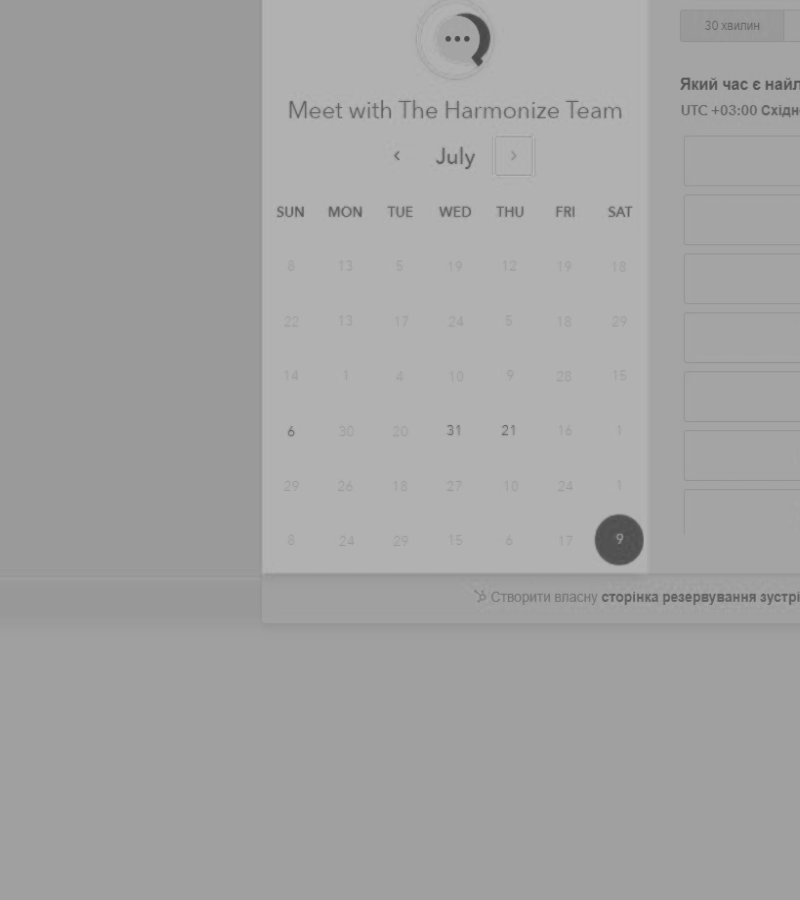 Meet with The Harmonize Team
‹ July ›
SUN MON TUE WED THU FRI SAT
8 13 5 19 12 19 18
22 13 17 24 5 18 29
14 1 4 10 9 28 15
6 30 20 31 21 16 1
29 26 18 27 10 24 1
8 24 29 15 6 17 9
30 хвилин
Який час є найл
UTC +03:00 Східн
Створити власну сторінка резервування зустрі